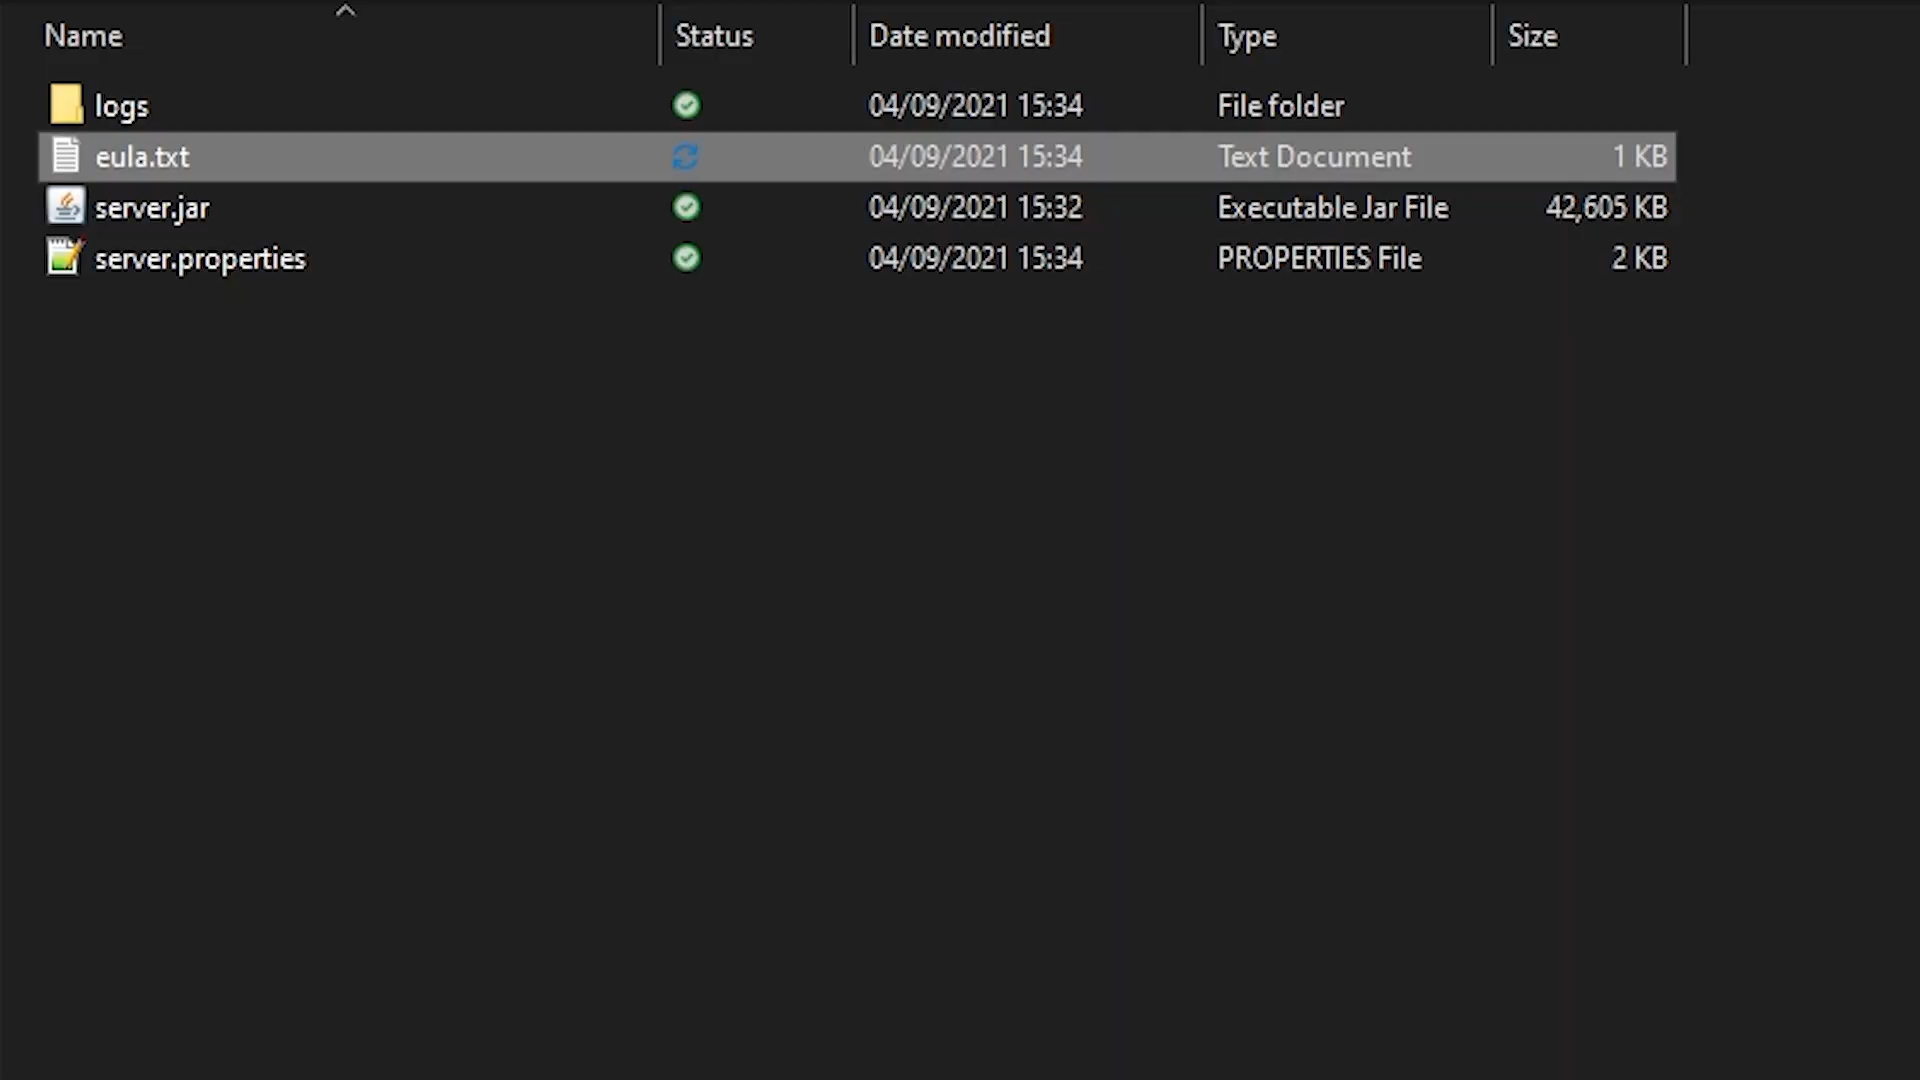 Name Status Date modified Type Size
logs 04/09/2021 15:34 File folder
eula.txt 04/09/2021 15:34 Text Document 1 KB
server.jar 04/09/2021 15:32 Executable Jar File 42,605 KB
server.properties 04/09/2021 15:34 PROPERTIES File 2 KB